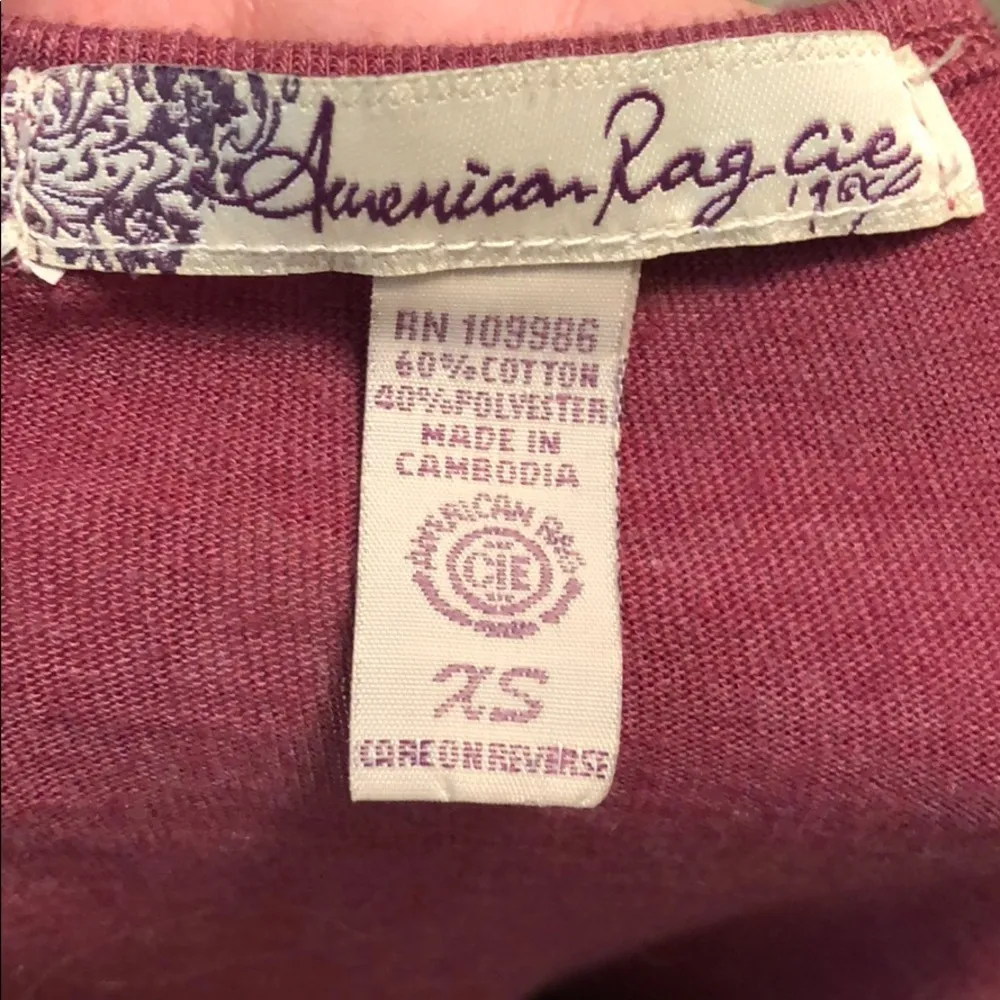 American Rag Cie
RN 109986
60% COTTON
40% POLYESTER
MADE IN
CAMBODIA
AMERICAN RAG
CIE
XS
CARE ON REVERSE